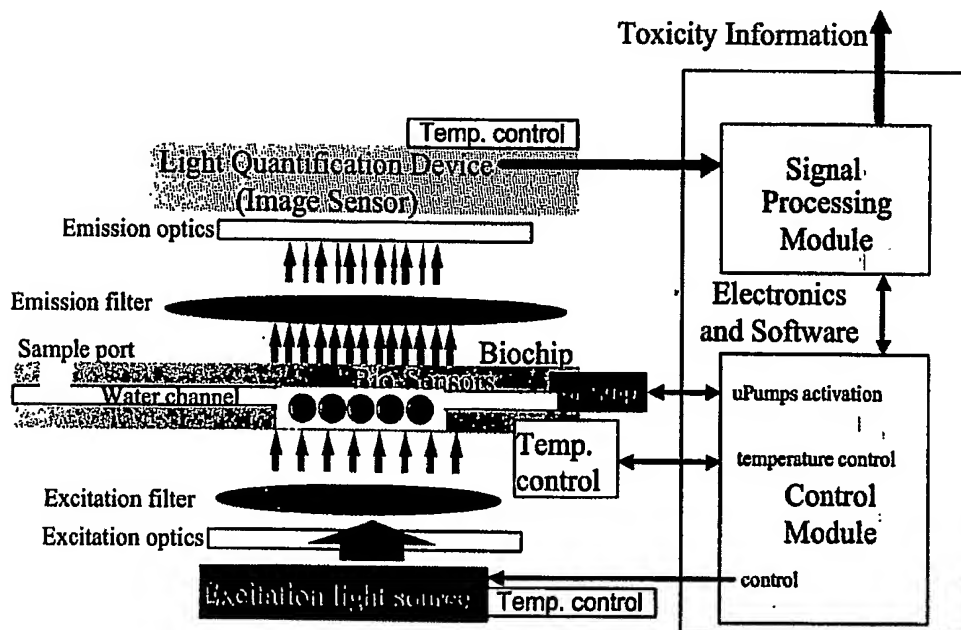 Toxicity Information
Temp. control
Light Quantification Device
(Image Sensor)
Signal
Processing
Module
Emission optics
Emission filter
Electronics
and Software
Sample port
Biochip
Bio Sensors
Water channel
uPumps activation
Temp.
control
temperature control
Control
Module
Excitation filter
Excitation optics
control
Excitation light source
Temp. control